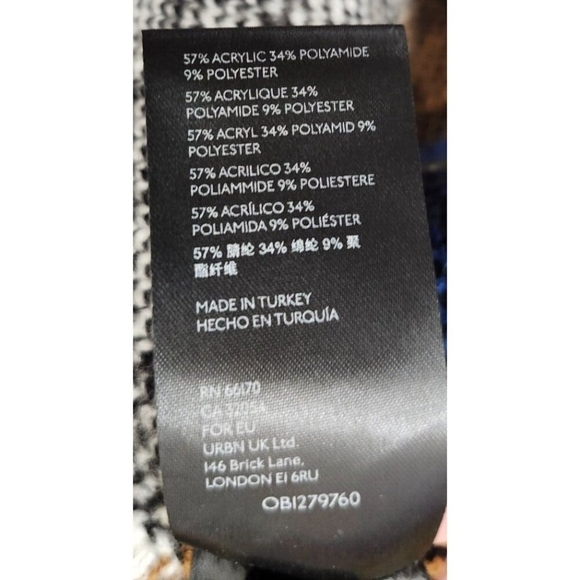 57% ACRYLIC 34% POLYAMIDE
9% POLYESTER
57% ACRYLIQUE 34%
POLYAMIDE 9% POLYESTER
57% ACRYL 34% POLYAMID 9%
POLYESTER
57% ACRILICO 34%
POLIAMMIDE 9% POLIESTERE
57% ACRÍLICO 34%
POLIAMIDA 9% POLIÉSTER
57% 腈纶 34% 绵纶 9% 聚
酯纤维
MADE IN TURKEY
HECHO EN TURQUÍA
RN 66170
CA 32054
FOR EU
URBN UK Ltd.
146 Brick Lane,
LONDON E1 6RU
OB1279760